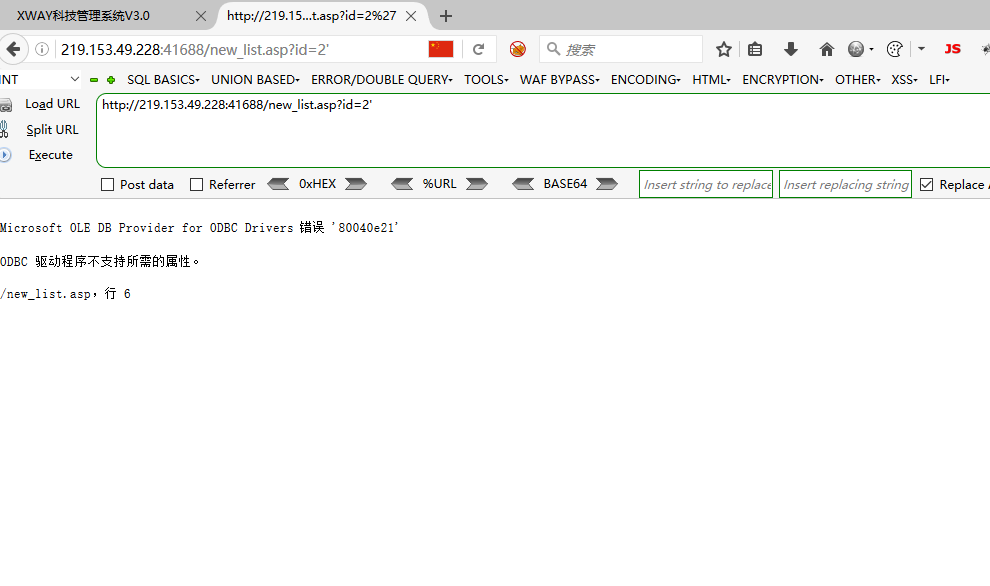 XWAY科技管理系统V3.0 http://219.15...t.asp?id=2%27
219.153.49.228:41688/new_list.asp?id=2' 搜索 JS
INT SQL BASICS UNION BASED ERROR/DOUBLE QUERY TOOLS WAF BYPASS ENCODING HTML ENCRYPTION OTHER XSS LFI
Load URL http://219.153.49.228:41688/new_list.asp?id=2'
Split URL
Execute
Post data Referrer 0xHEX %URL BASE64 Insert string to replace Insert replacing string Replace
Microsoft OLE DB Provider for ODBC Drivers 错误 '80040e21'
ODBC 驱动程序不支持所需的属性。
/new_list.asp，行 6